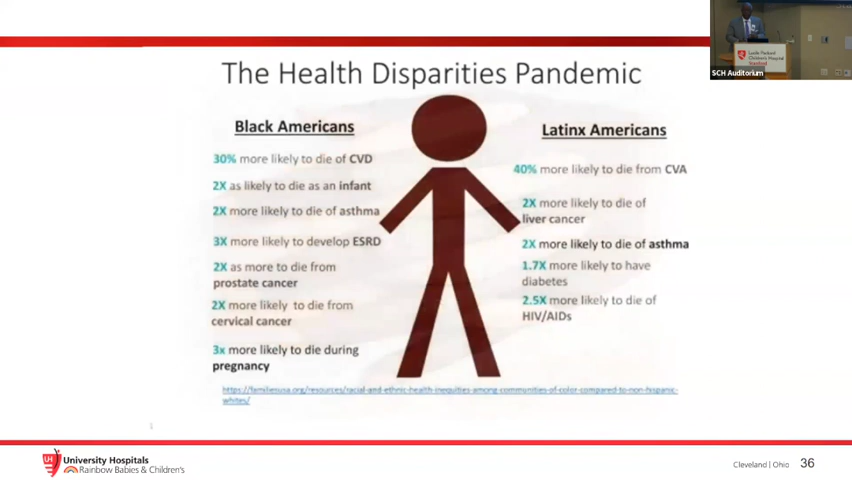 The Health Disparities Pandemic
Black Americans
30% more likely to die of CVD
2X as likely to die as an infant
2X more likely to die of asthma
3X more likely to develop ESRD
2X as more to die from
prostate cancer
2X more likely to die from
cervical cancer
3x more likely to die during
pregnancy
Latinx Americans
40% more likely to die from CVA
2X more likely to die of
liver cancer
2X more likely to die of asthma
1.7X more likely to have
diabetes
2.5X more likely to die of
HIV/AIDs
https://familiesusa.org/resources/racial-and-ethnic-health-inequities-among-communities-of-color-compared-to-non-hispanic-
whites/
Lucile Packard
Children's Hospital
Stanford
SCH Auditorium
UH
University Hospitals
Rainbow Babies & Children's
Cleveland | Ohio 36